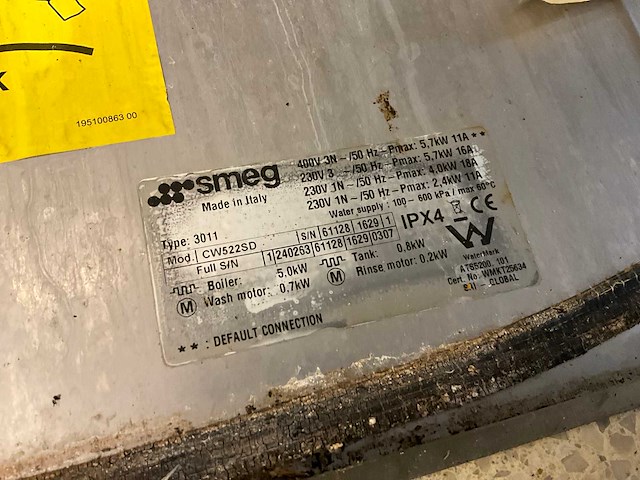 K
195100863 00
smeg
Made in Italy
400V 3N ~ /50 Hz - Pmax: 5,7kW 11A **
230V 3 ~ /50 Hz - Pmax: 5,7kW 16A
230V 1N ~ /50 Hz - Pmax: 4,0kW 18A
230V 1N ~ /50 Hz - Pmax: 2,4kW 11A
Water supply : 100 - 600 kPa / max 60°C
Type: 3011
Mod. CW522SD S/N 61128 1629 1
Full S/N 1 240263 61128 1629 0307
IPX4 CE
Boiler: 5.0kW Tank: 0.8kW
M Wash motor: 0.7kW M Rinse motor: 0.2kW
W
WaterMark
AT65200. 101
Cert. No. WMKT25634
GLOBAL
** : DEFAULT CONNECTION